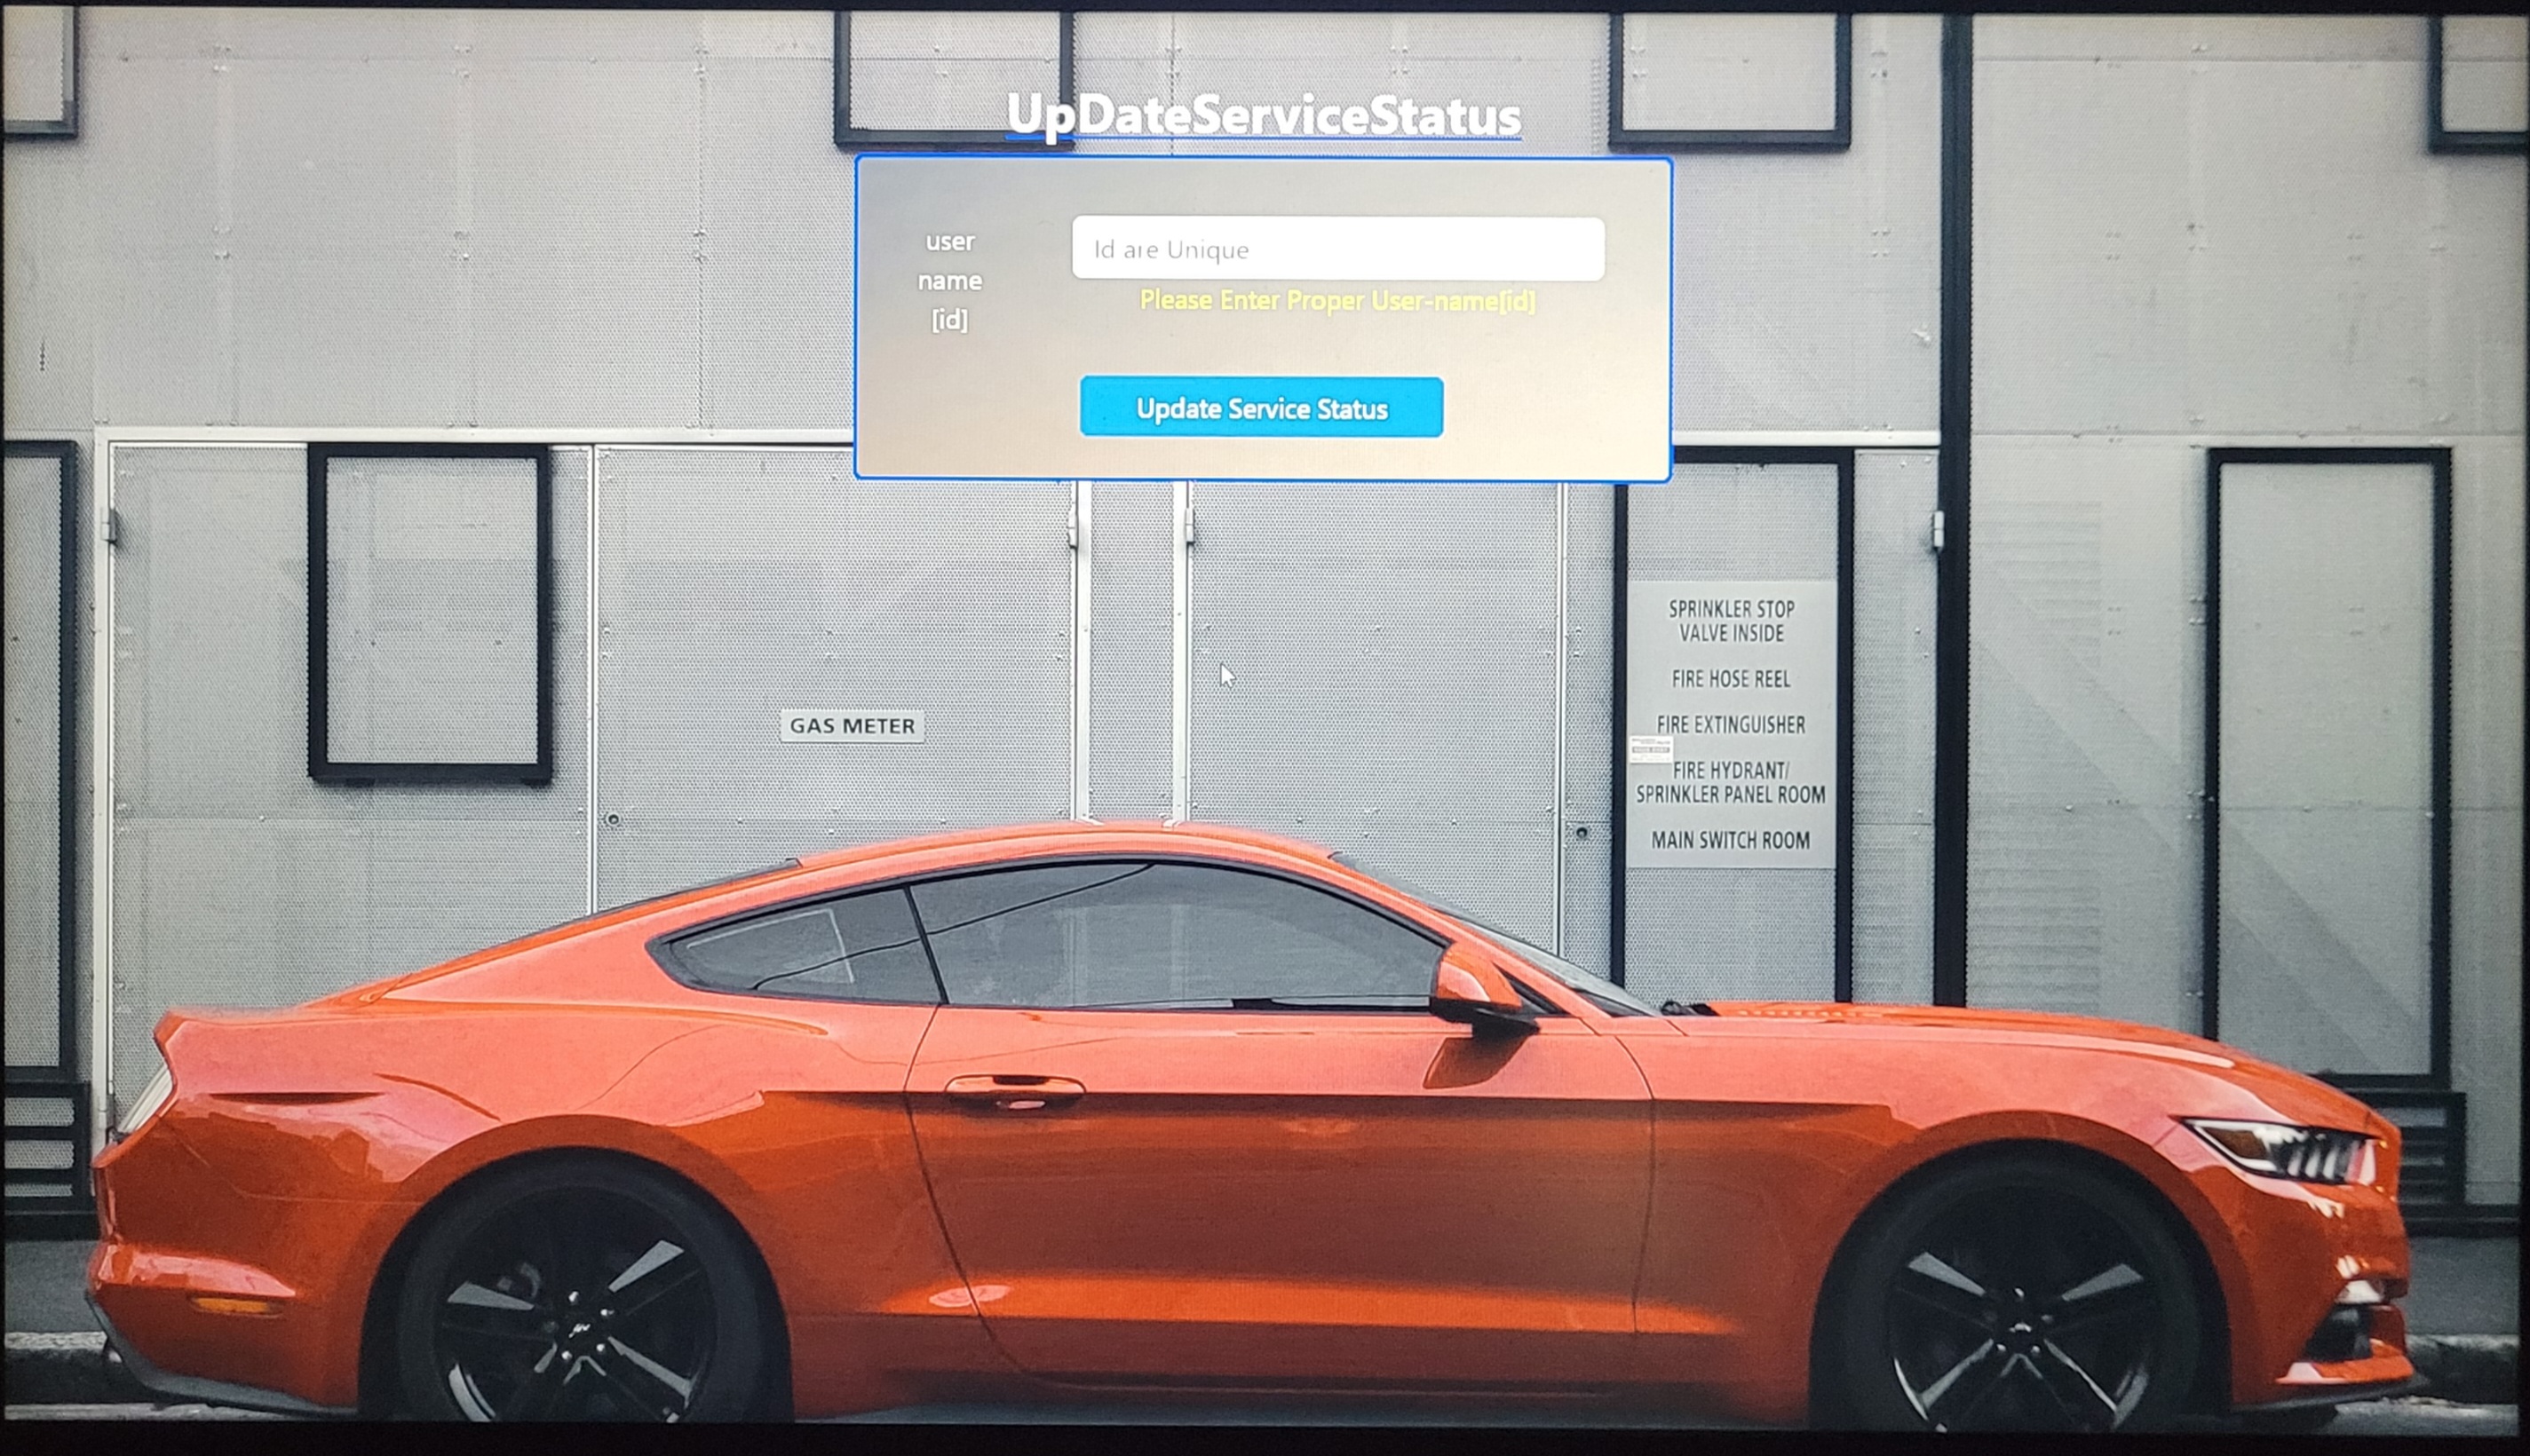 UpDateServiceStatus
user
name
[id]
Id are Unique
Please Enter Proper User-name[id]
Update Service Status
GAS METER
SPRINKLER STOP
VALVE INSIDE
FIRE HOSE REEL
FIRE EXTINGUISHER
FIRE HYDRANT/
SPRINKLER PANEL ROOM
MAIN SWITCH ROOM